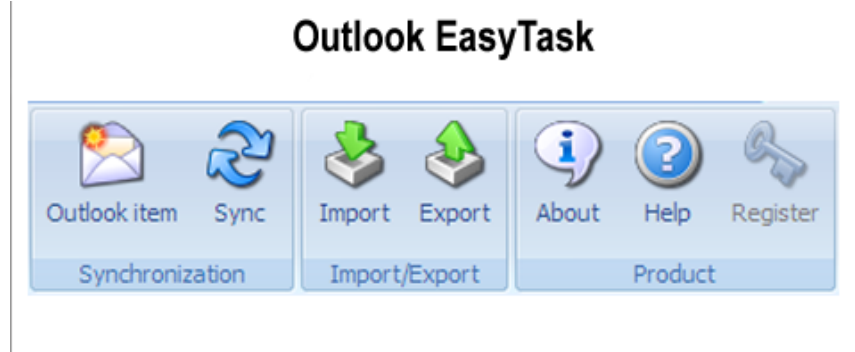 Outlook EasyTask
Outlook item Sync Import Export About Help Register
Synchronization Import/Export Product